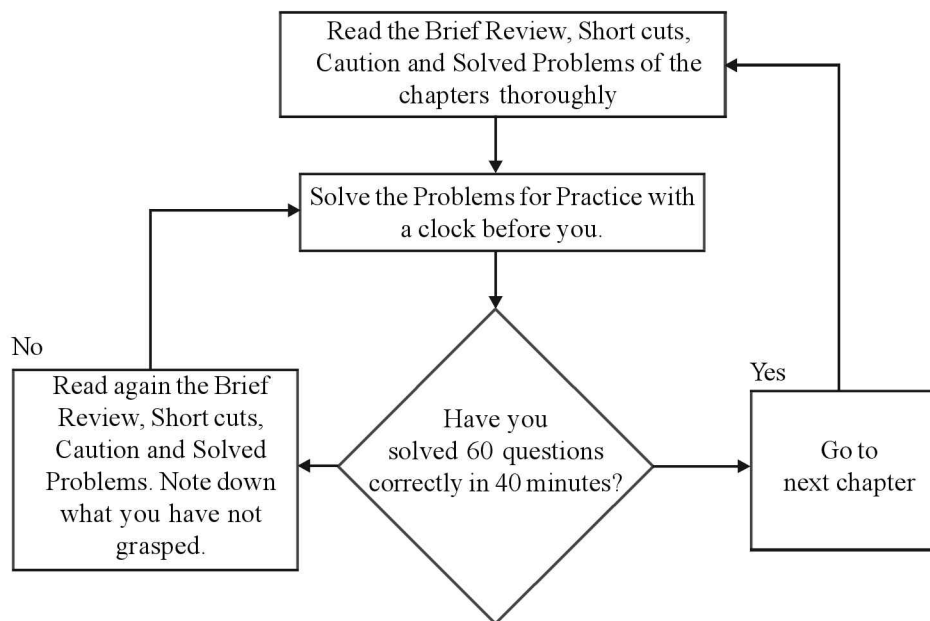 Read the Brief Review, Short cuts,
Caution and Solved Problems of the
chapters thoroughly
Solve the Problems for Practice with
a clock before you.
No
Read again the Brief
Review, Short cuts,
Caution and Solved
Problems. Note down
what you have not
grasped.
Have you
solved 60 questions
correctly in 40 minutes?
Yes
Go to
next chapter